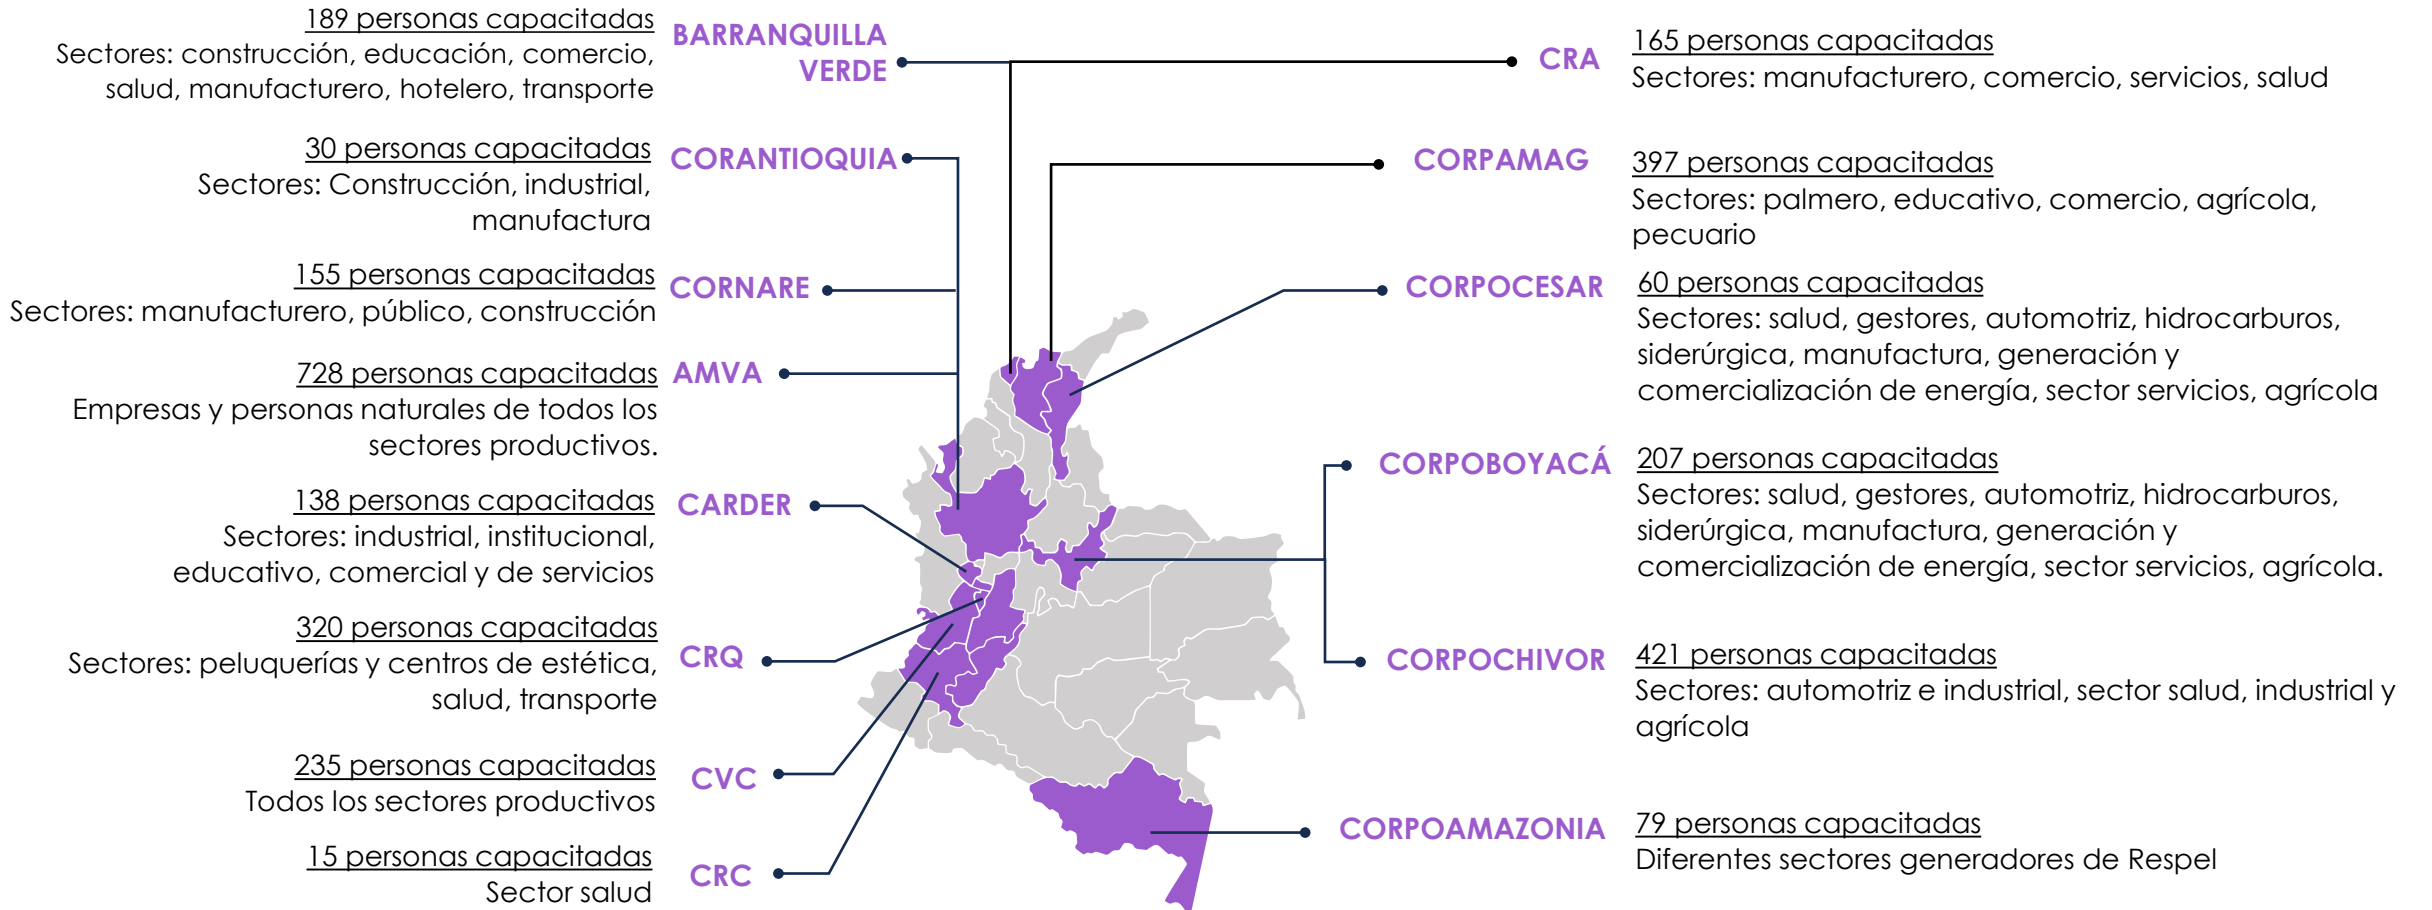 189 personas capacitadas
Sectores: construcción, educación, comercio,
salud, manufacturero, hotelero, transporte
BARRANQUILLA
VERDE
30 personas capacitadas
Sectores: Construcción, industrial,
manufactura
CORANTIOQUIA
155 personas capacitadas
Sectores: manufacturero, público, construcción
CORNARE
728 personas capacitadas
Empresas y personas naturales de todos los
sectores productivos.
AMVA
138 personas capacitadas
Sectores: industrial, institucional,
educativo, comercial y de servicios
CARDER
320 personas capacitadas
Sectores: peluquerías y centros de estética,
salud, transporte
CRQ
235 personas capacitadas
Todos los sectores productivos
CVC
15 personas capacitadas
Sector salud
CRC
CRA
165 personas capacitadas
Sectores: manufacturero, comercio, servicios, salud
CORPAMAG
397 personas capacitadas
Sectores: palmero, educativo, comercio, agrícola,
pecuario
CORPOCESAR
60 personas capacitadas
Sectores: salud, gestores, automotriz, hidrocarburos,
siderúrgica, manufactura, generación y
comercialización de energía, sector servicios, agrícola
CORPOBOYACÁ
207 personas capacitadas
Sectores: salud, gestores, automotriz, hidrocarburos,
siderúrgica, manufactura, generación y
comercialización de energía, sector servicios, agrícola.
CORPOCHIVOR
421 personas capacitadas
Sectores: automotriz e industrial, sector salud, industrial y
agrícola
CORPOAMAZONIA
79 personas capacitadas
Diferentes sectores generadores de Respel